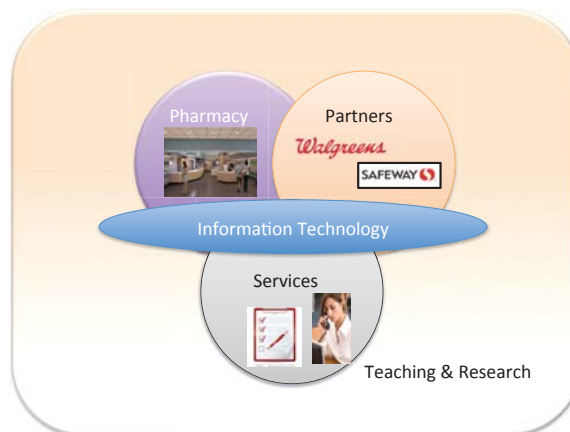 Pharmacy
Partners
Walgreens
SAFEWAY
Information Technology
Services
Teaching & Research